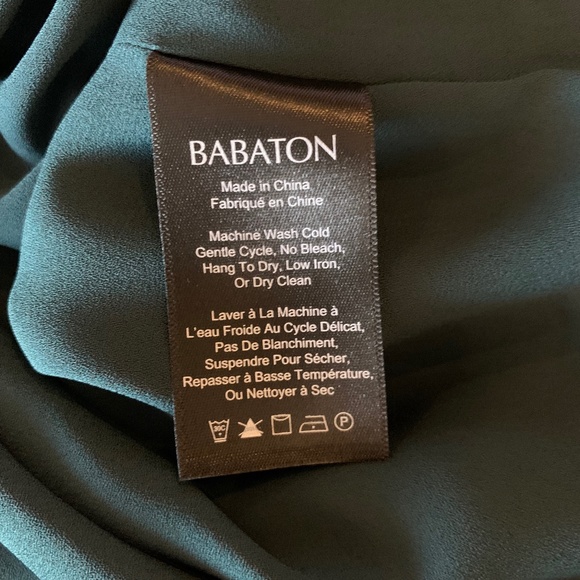 BABATON
Made in China
Fabriqué en Chine
Machine Wash Cold
Gentle Cycle, No Bleach,
Hang To Dry, Low Iron,
Or Dry Clean
Laver à La Machine à
L'eau Froide Au Cycle Délicat,
Pas De Blanchiment,
Suspendre Pour Sécher,
Repasser à Basse Température,
Ou Nettoyer à Sec
30C P